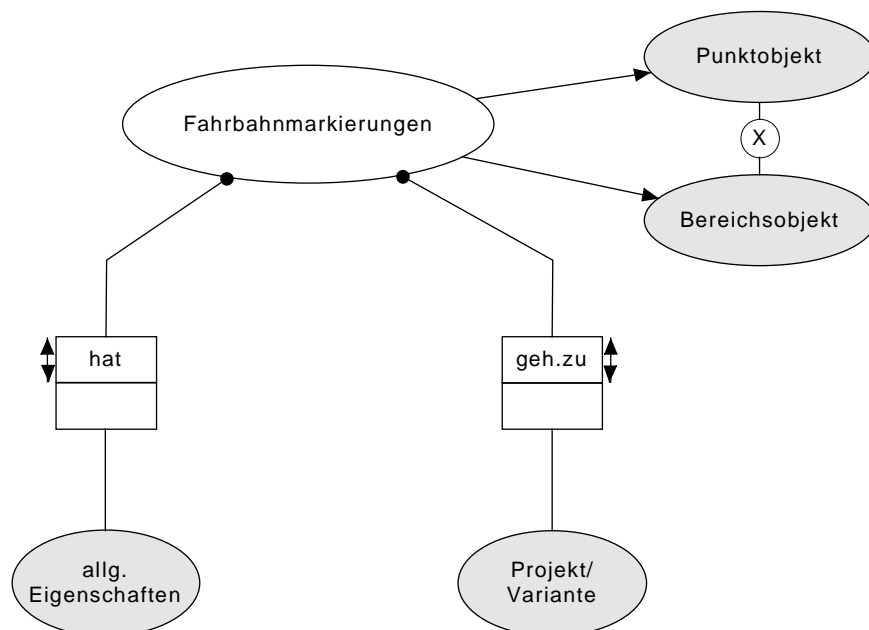 Punktobjekt
Fahrbahnmarkierungen
X
Bereichsobjekt
hat
geh.zu
allg.
Eigenschaften
Projekt/
Variante